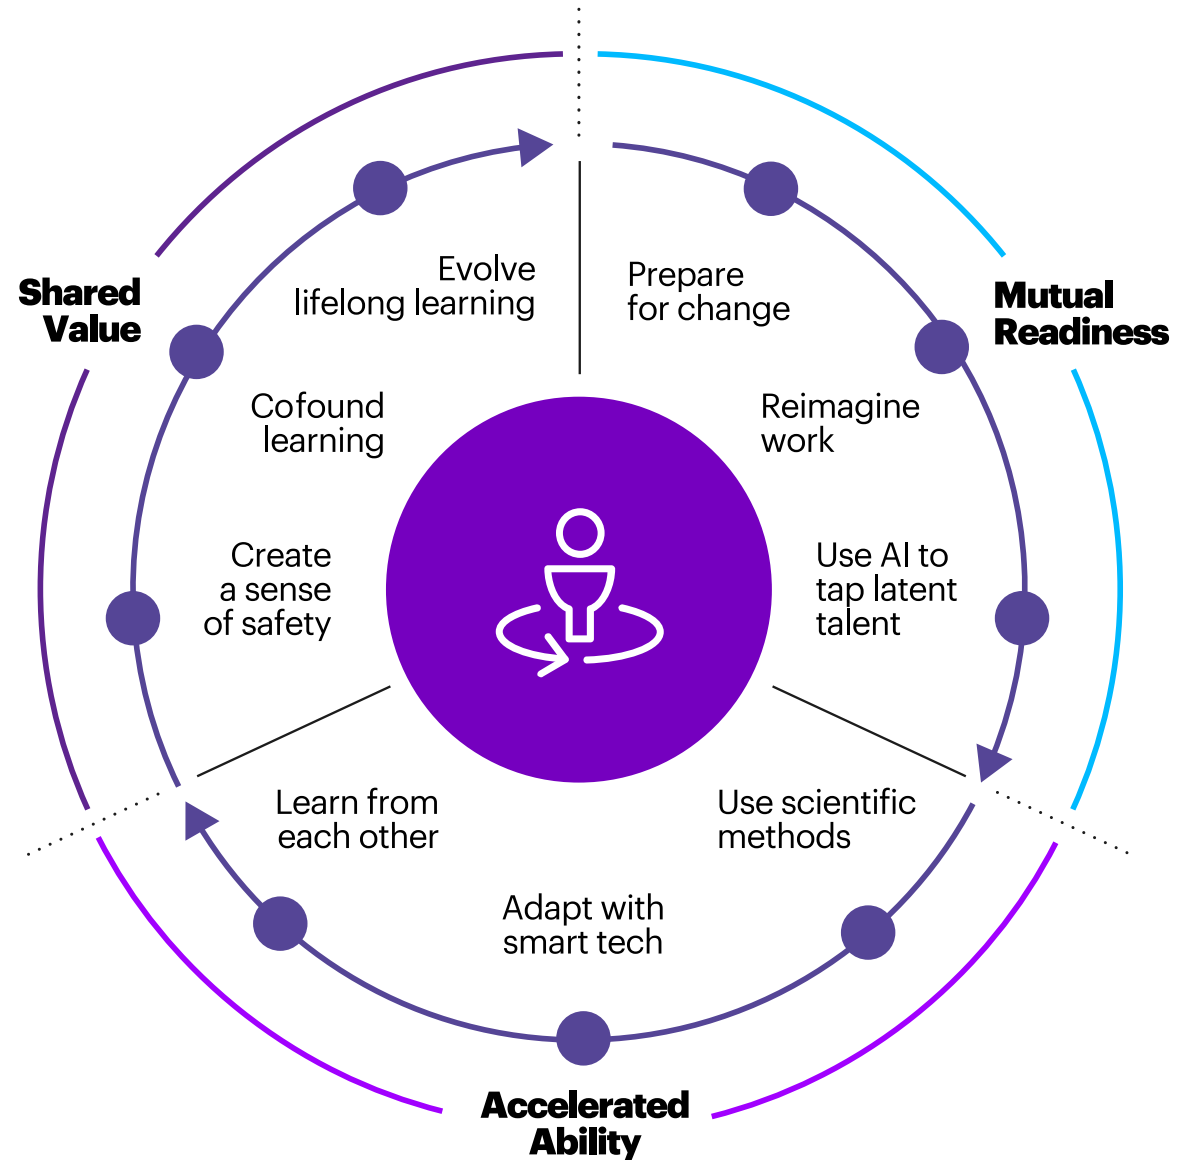 Shared
Value
Mutual
Readiness
Evolve
lifelong learning
Prepare
for change
Cofound
learning
Reimagine
work
Create
a sense
of safety
Use AI to
tap latent
talent
Learn from
each other
Use scientific
methods
Adapt with
smart tech
Accelerated
Ability